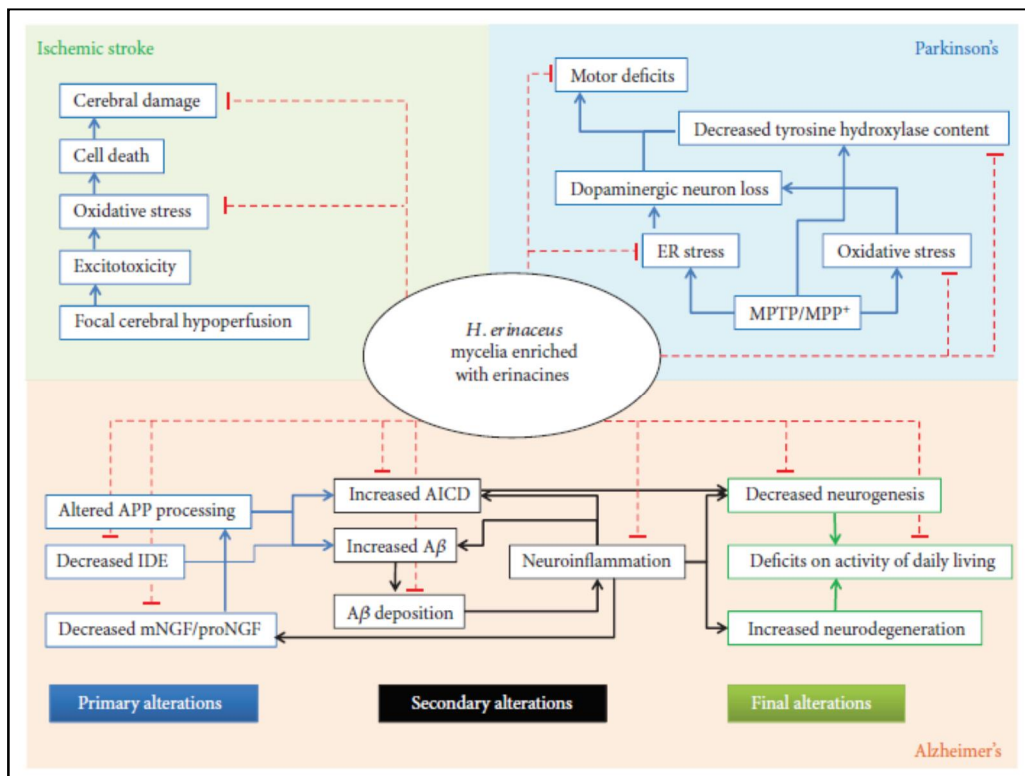 Ischemic stroke
Cerebral damage
Cell death
Oxidative stress
Excitotoxicity
Focal cerebral hypoperfusion
Parkinson's
Motor deficits
Decreased tyrosine hydroxylase content
Dopaminergic neuron loss
ER stress
Oxidative stress
MPTP/MPP⁺
H. erinaceus
mycelia enriched
with erinacines
Altered APP processing
Decreased IDE
Decreased mNGF/proNGF
Increased AICD
Increased Aβ
Aβ deposition
Neuroinflammation
Decreased neurogenesis
Deficits on activity of daily living
Increased neurodegeneration
Primary alterations
Secondary alterations
Final alterations
Alzheimer's